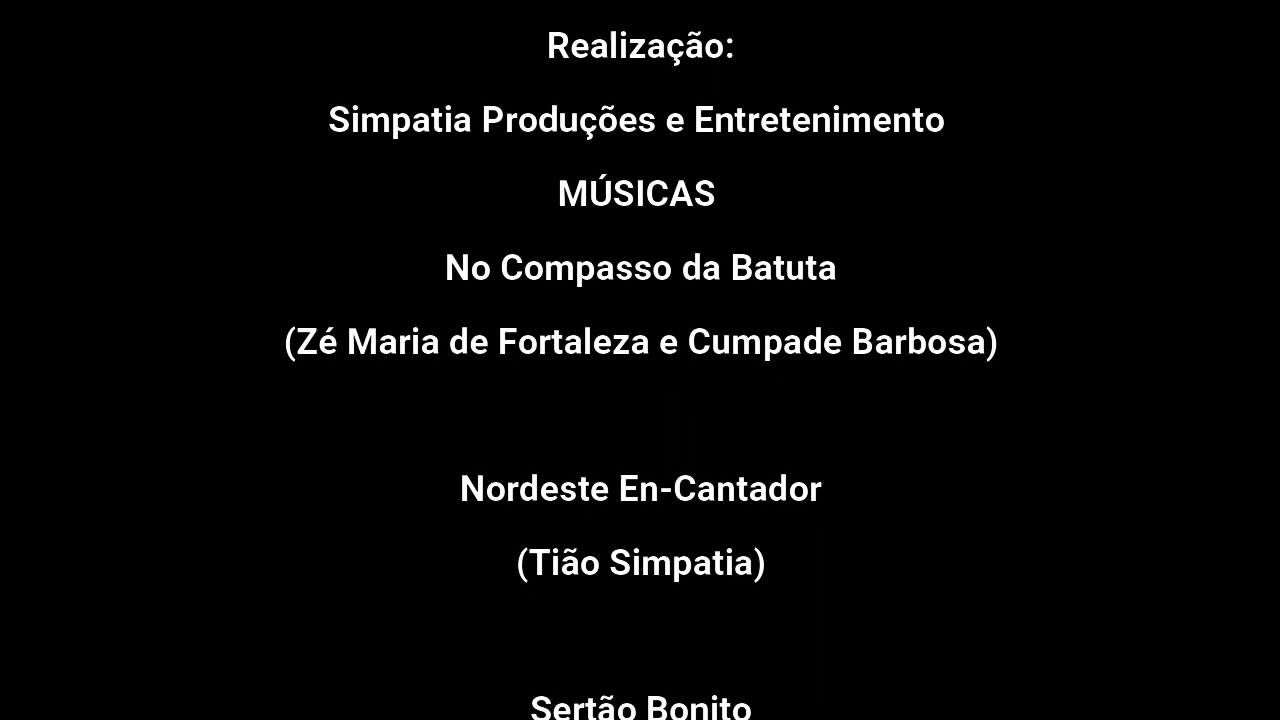 Realização:
Simpatia Produções e Entretenimento
MÚSICAS
No Compasso da Batuta
(Zé Maria de Fortaleza e Cumpade Barbosa)
Nordeste En-Cantador
(Tião Simpatia)
Sertão Bonito